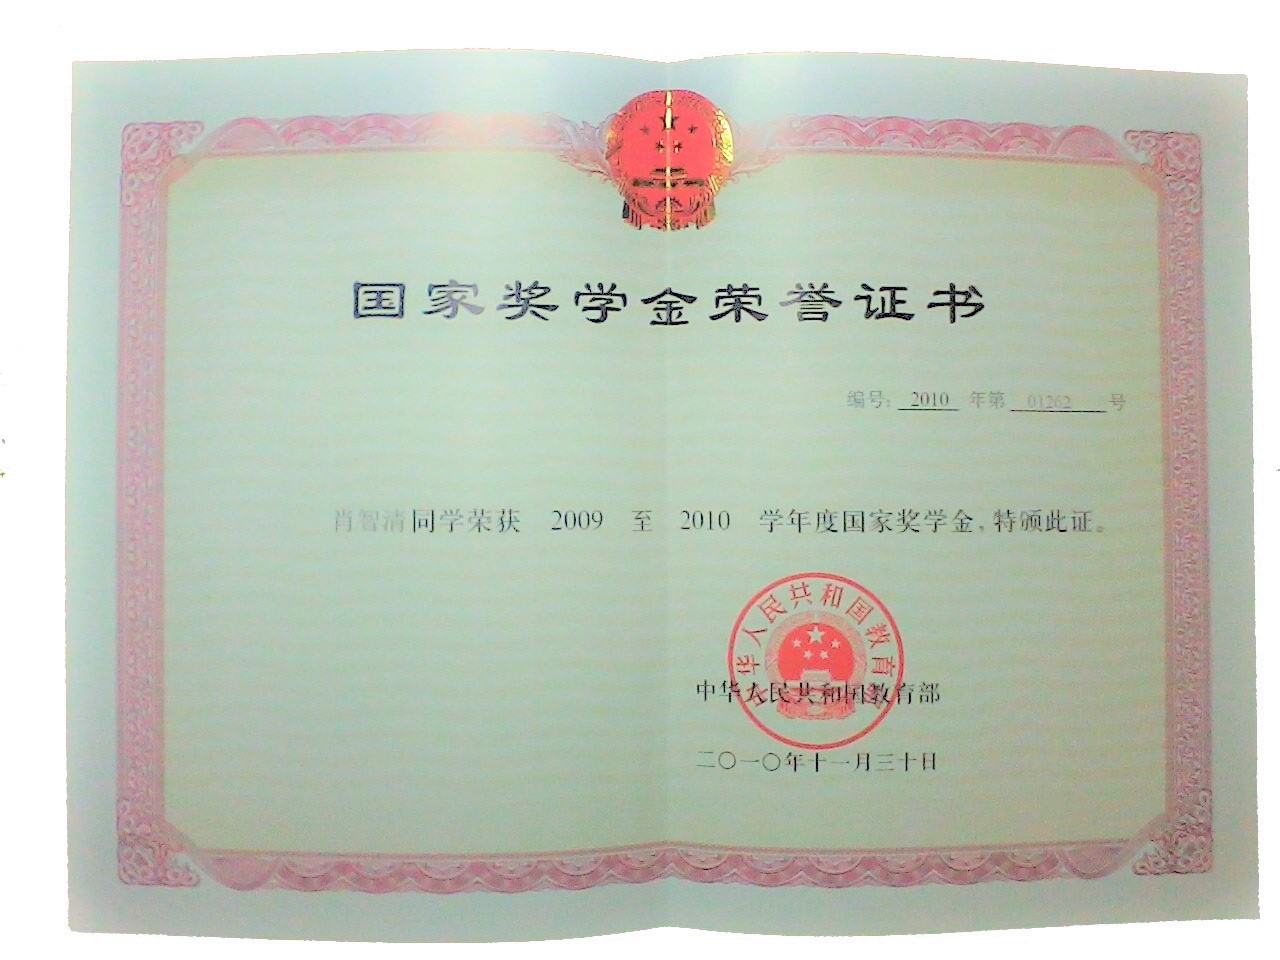 国家奖学金荣誉证书
编号: 2010 年第 01262 号
肖智清同学荣获 2009 至 2010 学年度国家奖学金,特颁此证。
中华人民共和国教育部
中华人民共和国教育部
二〇一〇年十一月三十日